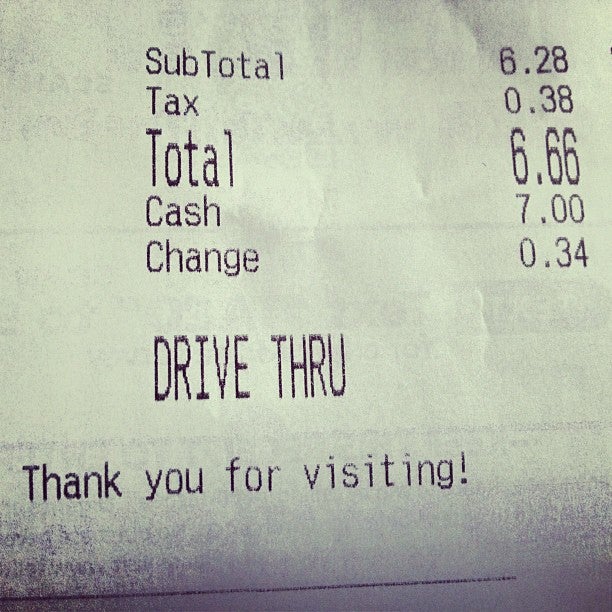 SubTotal 6.28
Tax 0.38
Total 6.66
Cash 7.00
Change 0.34
DRIVE THRU
Thank you for visiting!